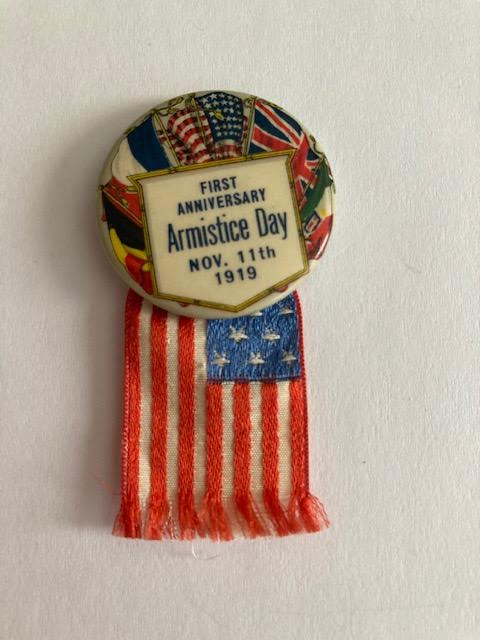 FIRST
ANNIVERSARY
Armistice Day
NOV. 11th
1919